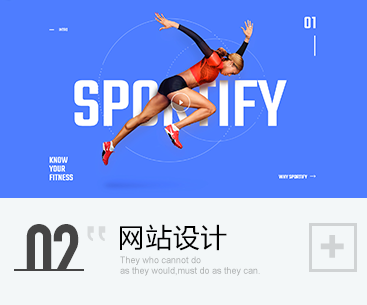 INTRO
01
SPORTIFY
KNOW
YOUR
FITNESS
WHY SPORTIFY
02
网站设计
They who cannot do
as they would,must do as they can.